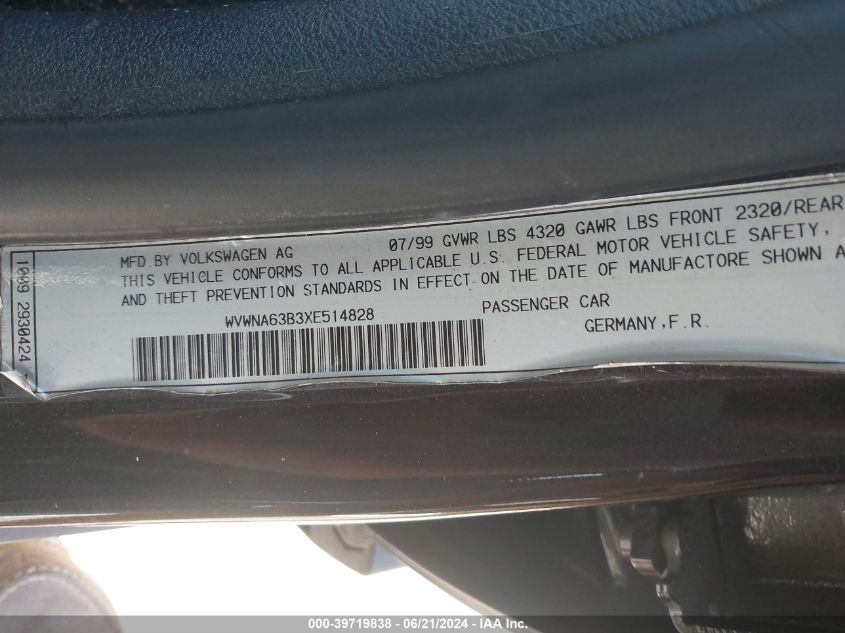 MFD.BY VOLKSWAGEN AG 07/99 GVWR LBS 4320 GAWR LBS FRONT 2320/REAR
THIS VEHICLE CONFORMS TO ALL APPLICABLE U.S. FEDERAL MOTOR VEHICLE SAFETY,
AND THEFT PREVENTION STANDARDS IN EFFECT ON THE DATE OF MANUFACTORE SHOWN A
WVWNA63B3XE514828 PASSENGER CAR
GERMANY,F.R.
1009 2930424
000-39719838 - 06/21/2024 - IAA Inc.